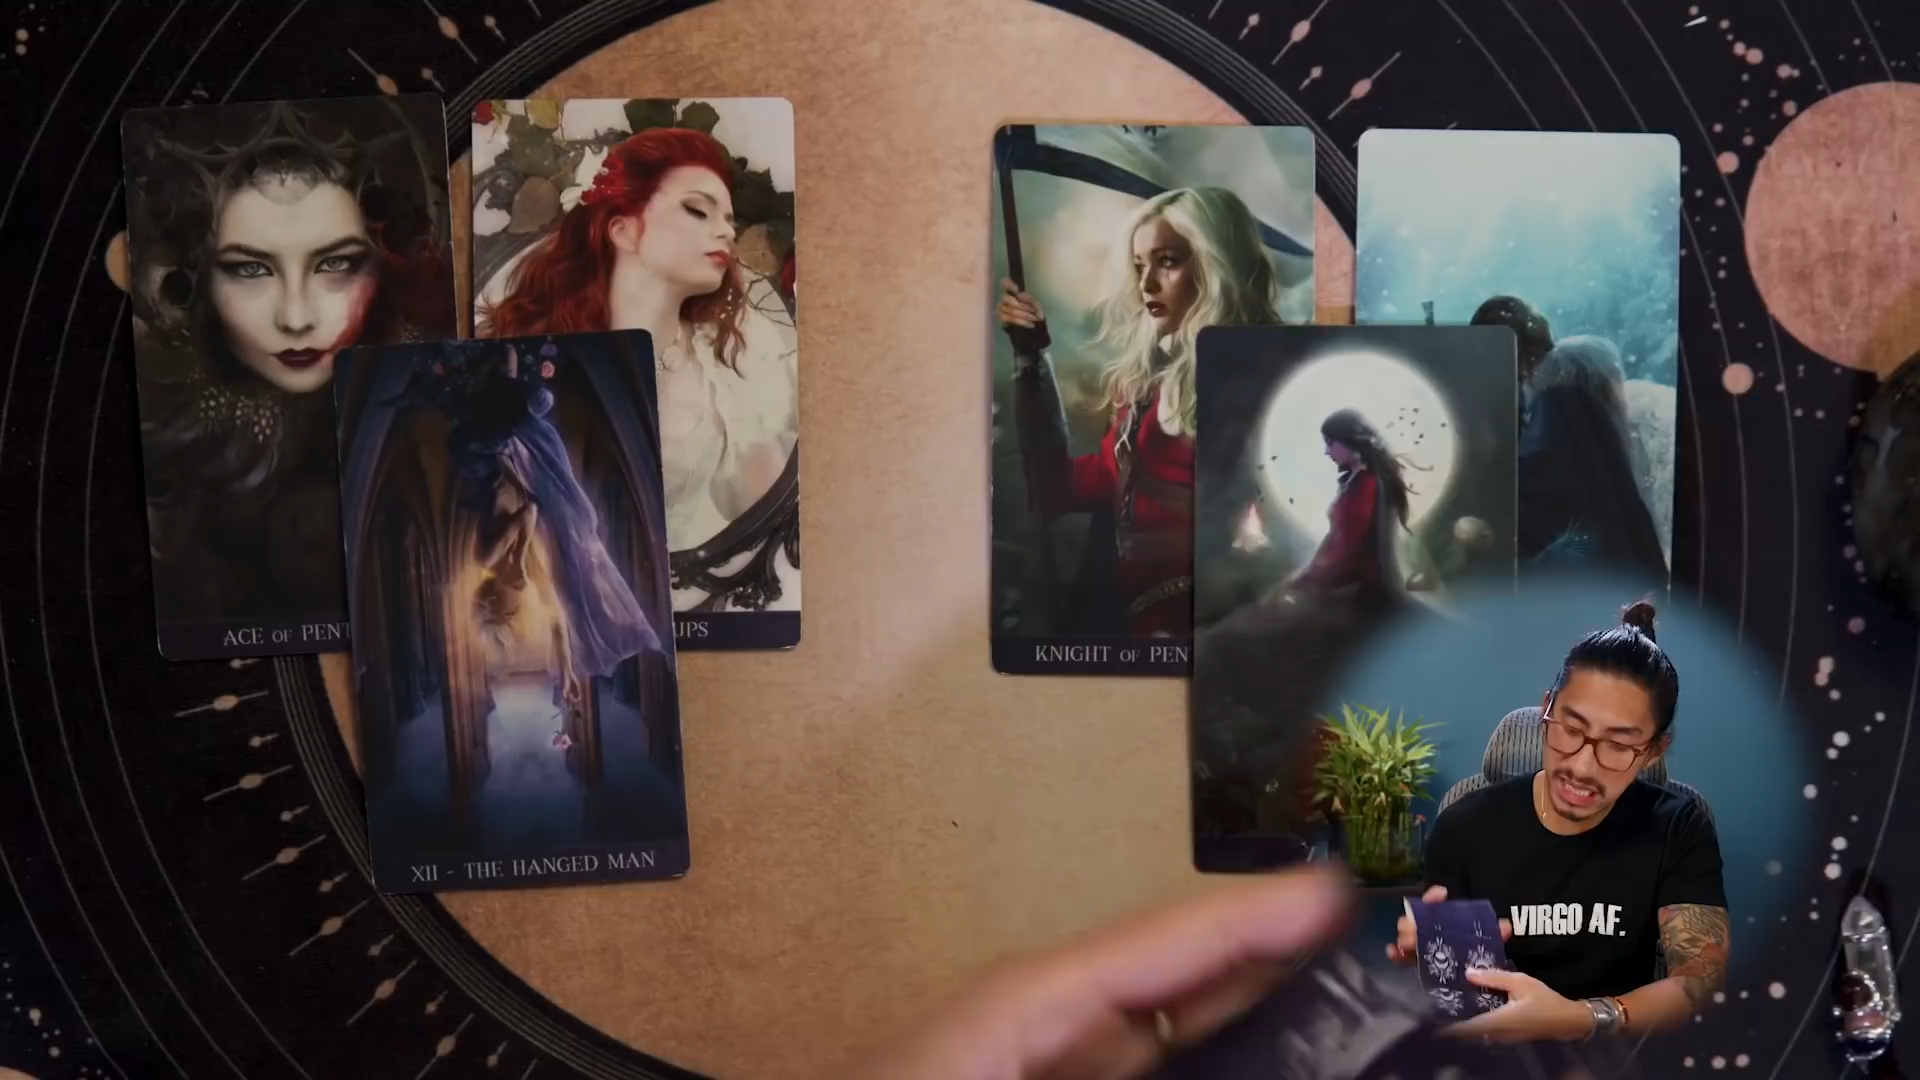 ACE OF PENT
UPS
KNIGHT OF PEN
XII - THE HANGED MAN
VIRGO AF.